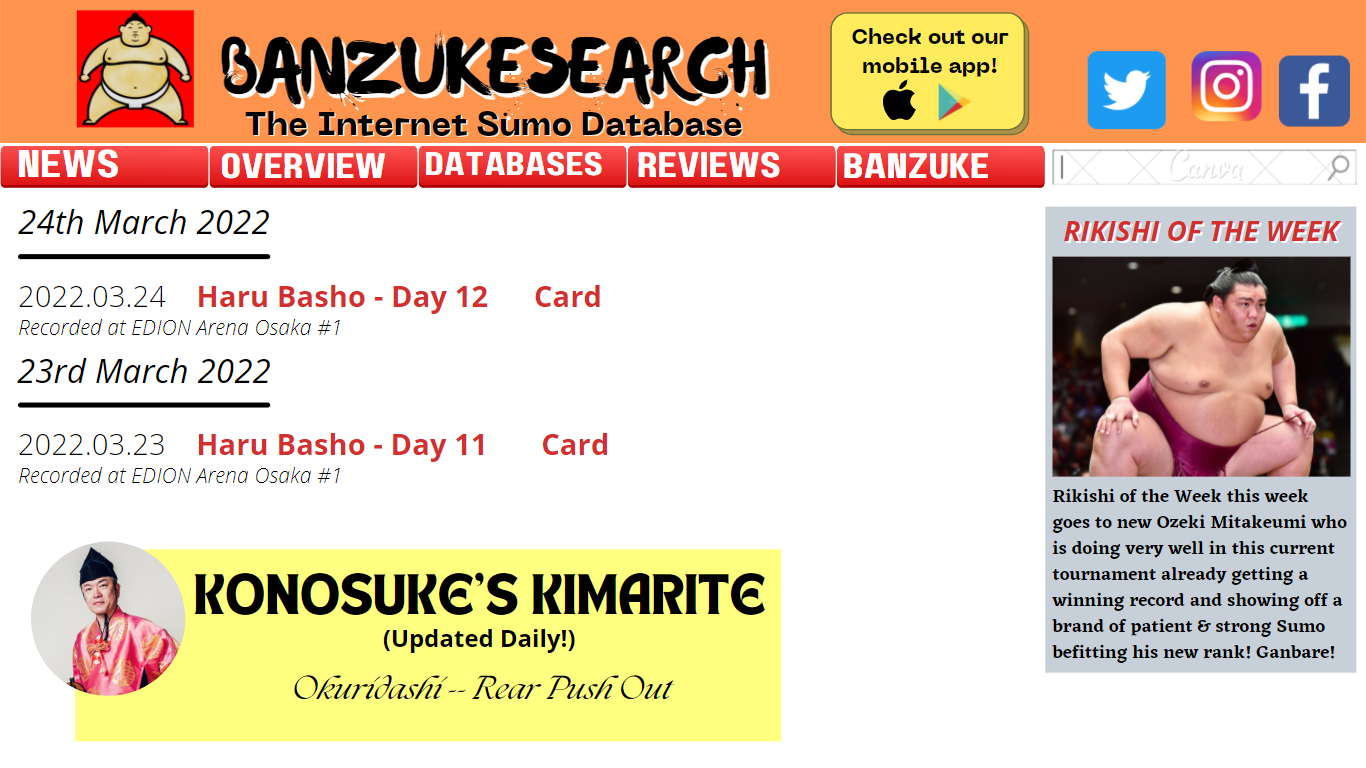 BANZUKESEARCH
The Internet Sumo Database
Check out our
mobile app!
NEWS
OVERVIEW
DATABASES
REVIEWS
BANZUKE
Canva
24th March 2022
2022.03.24 Haru Basho - Day 12 Card
Recorded at EDION Arena Osaka #1
23rd March 2022
2022.03.23 Haru Basho - Day 11 Card
Recorded at EDION Arena Osaka #1
KONOSUKE'S KIMARITE
(Updated Daily!)
Okuridashi -- Rear Push Out
RIKISHI OF THE WEEK
Rikishi of the Week this week
goes to new Ozeki Mitakeumi who
is doing very well in this current
tournament already getting a
winning record and showing off a
brand of patient & strong Sumo
befitting his new rank! Ganbare!